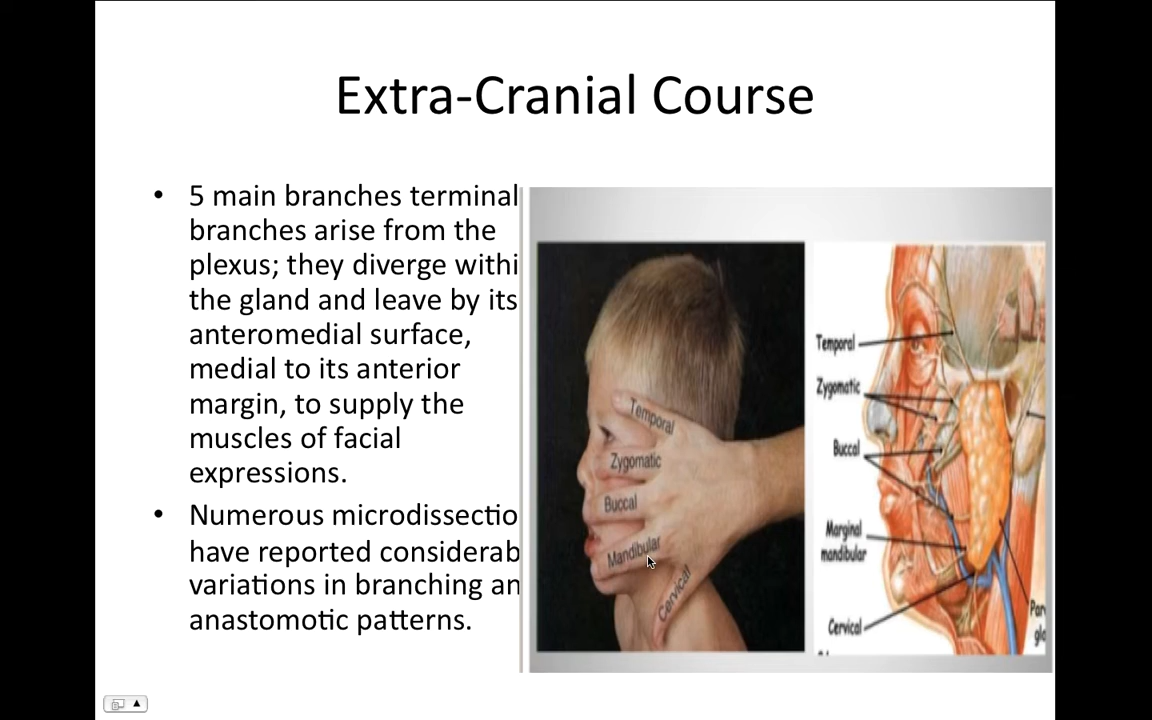 Extra-Cranial Course
• 5 main branches terminal
branches arise from the
plexus; they diverge withi
the gland and leave by its
anteromedial surface,
medial to its anterior
margin, to supply the
muscles of facial
expressions.
• Numerous microdissectio
have reported considerab
variations in branching an
anastomotic patterns.
Temporal
Zygomatic
Buccal
Mandibular
Cervical
Temporal
Zygomatic
Buccal
Marginal
mandibular
Cervical
Par
glo